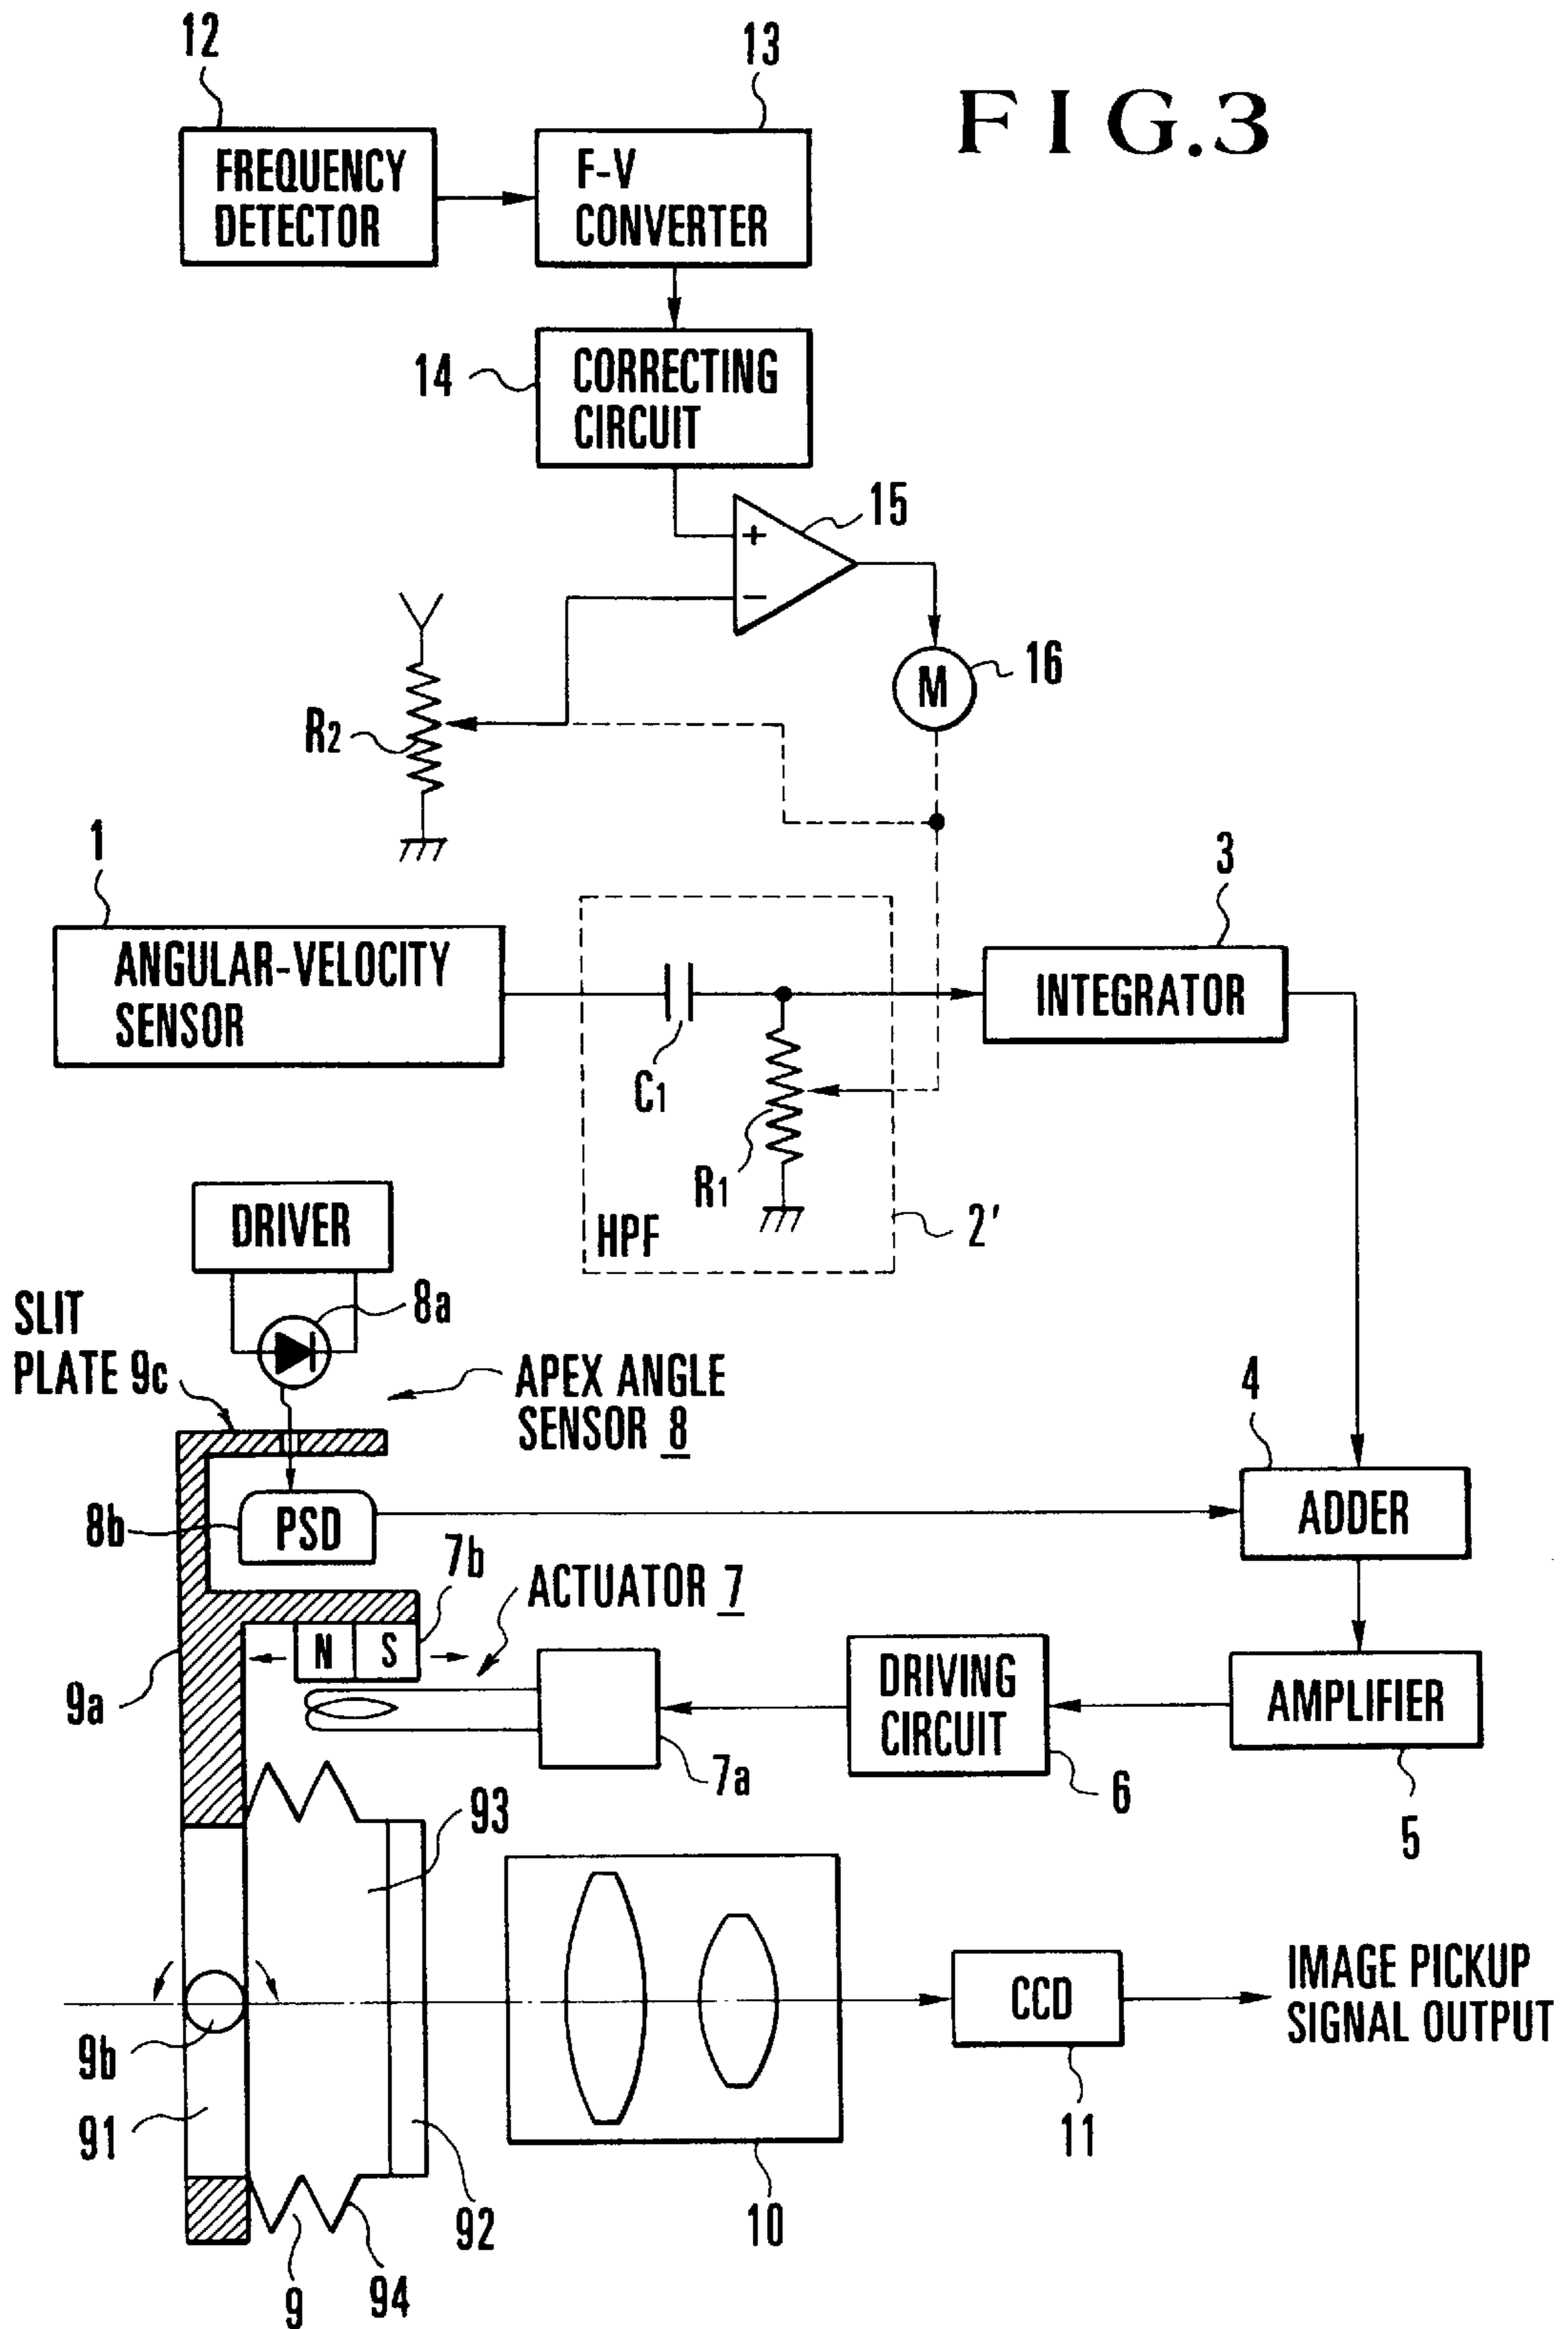 12
13
FIG.3
FREQUENCY
DETECTOR
F-V
CONVERTER
14
CORRECTING
CIRCUIT
15
+
−
M
16
R2
1
3
ANGULAR-VELOCITY
SENSOR
INTEGRATOR
C1
R1
HPF
2'
DRIVER
8a
SLIT
PLATE 9c
APEX ANGLE
SENSOR 8
4
ADDER
8b
PSD
7b
ACTUATOR 7
N
S
9a
DRIVING
CIRCUIT
AMPLIFIER
7a
6
5
93
CCD
IMAGE PICKUP
SIGNAL OUTPUT
9b
91
11
92
10
9
94